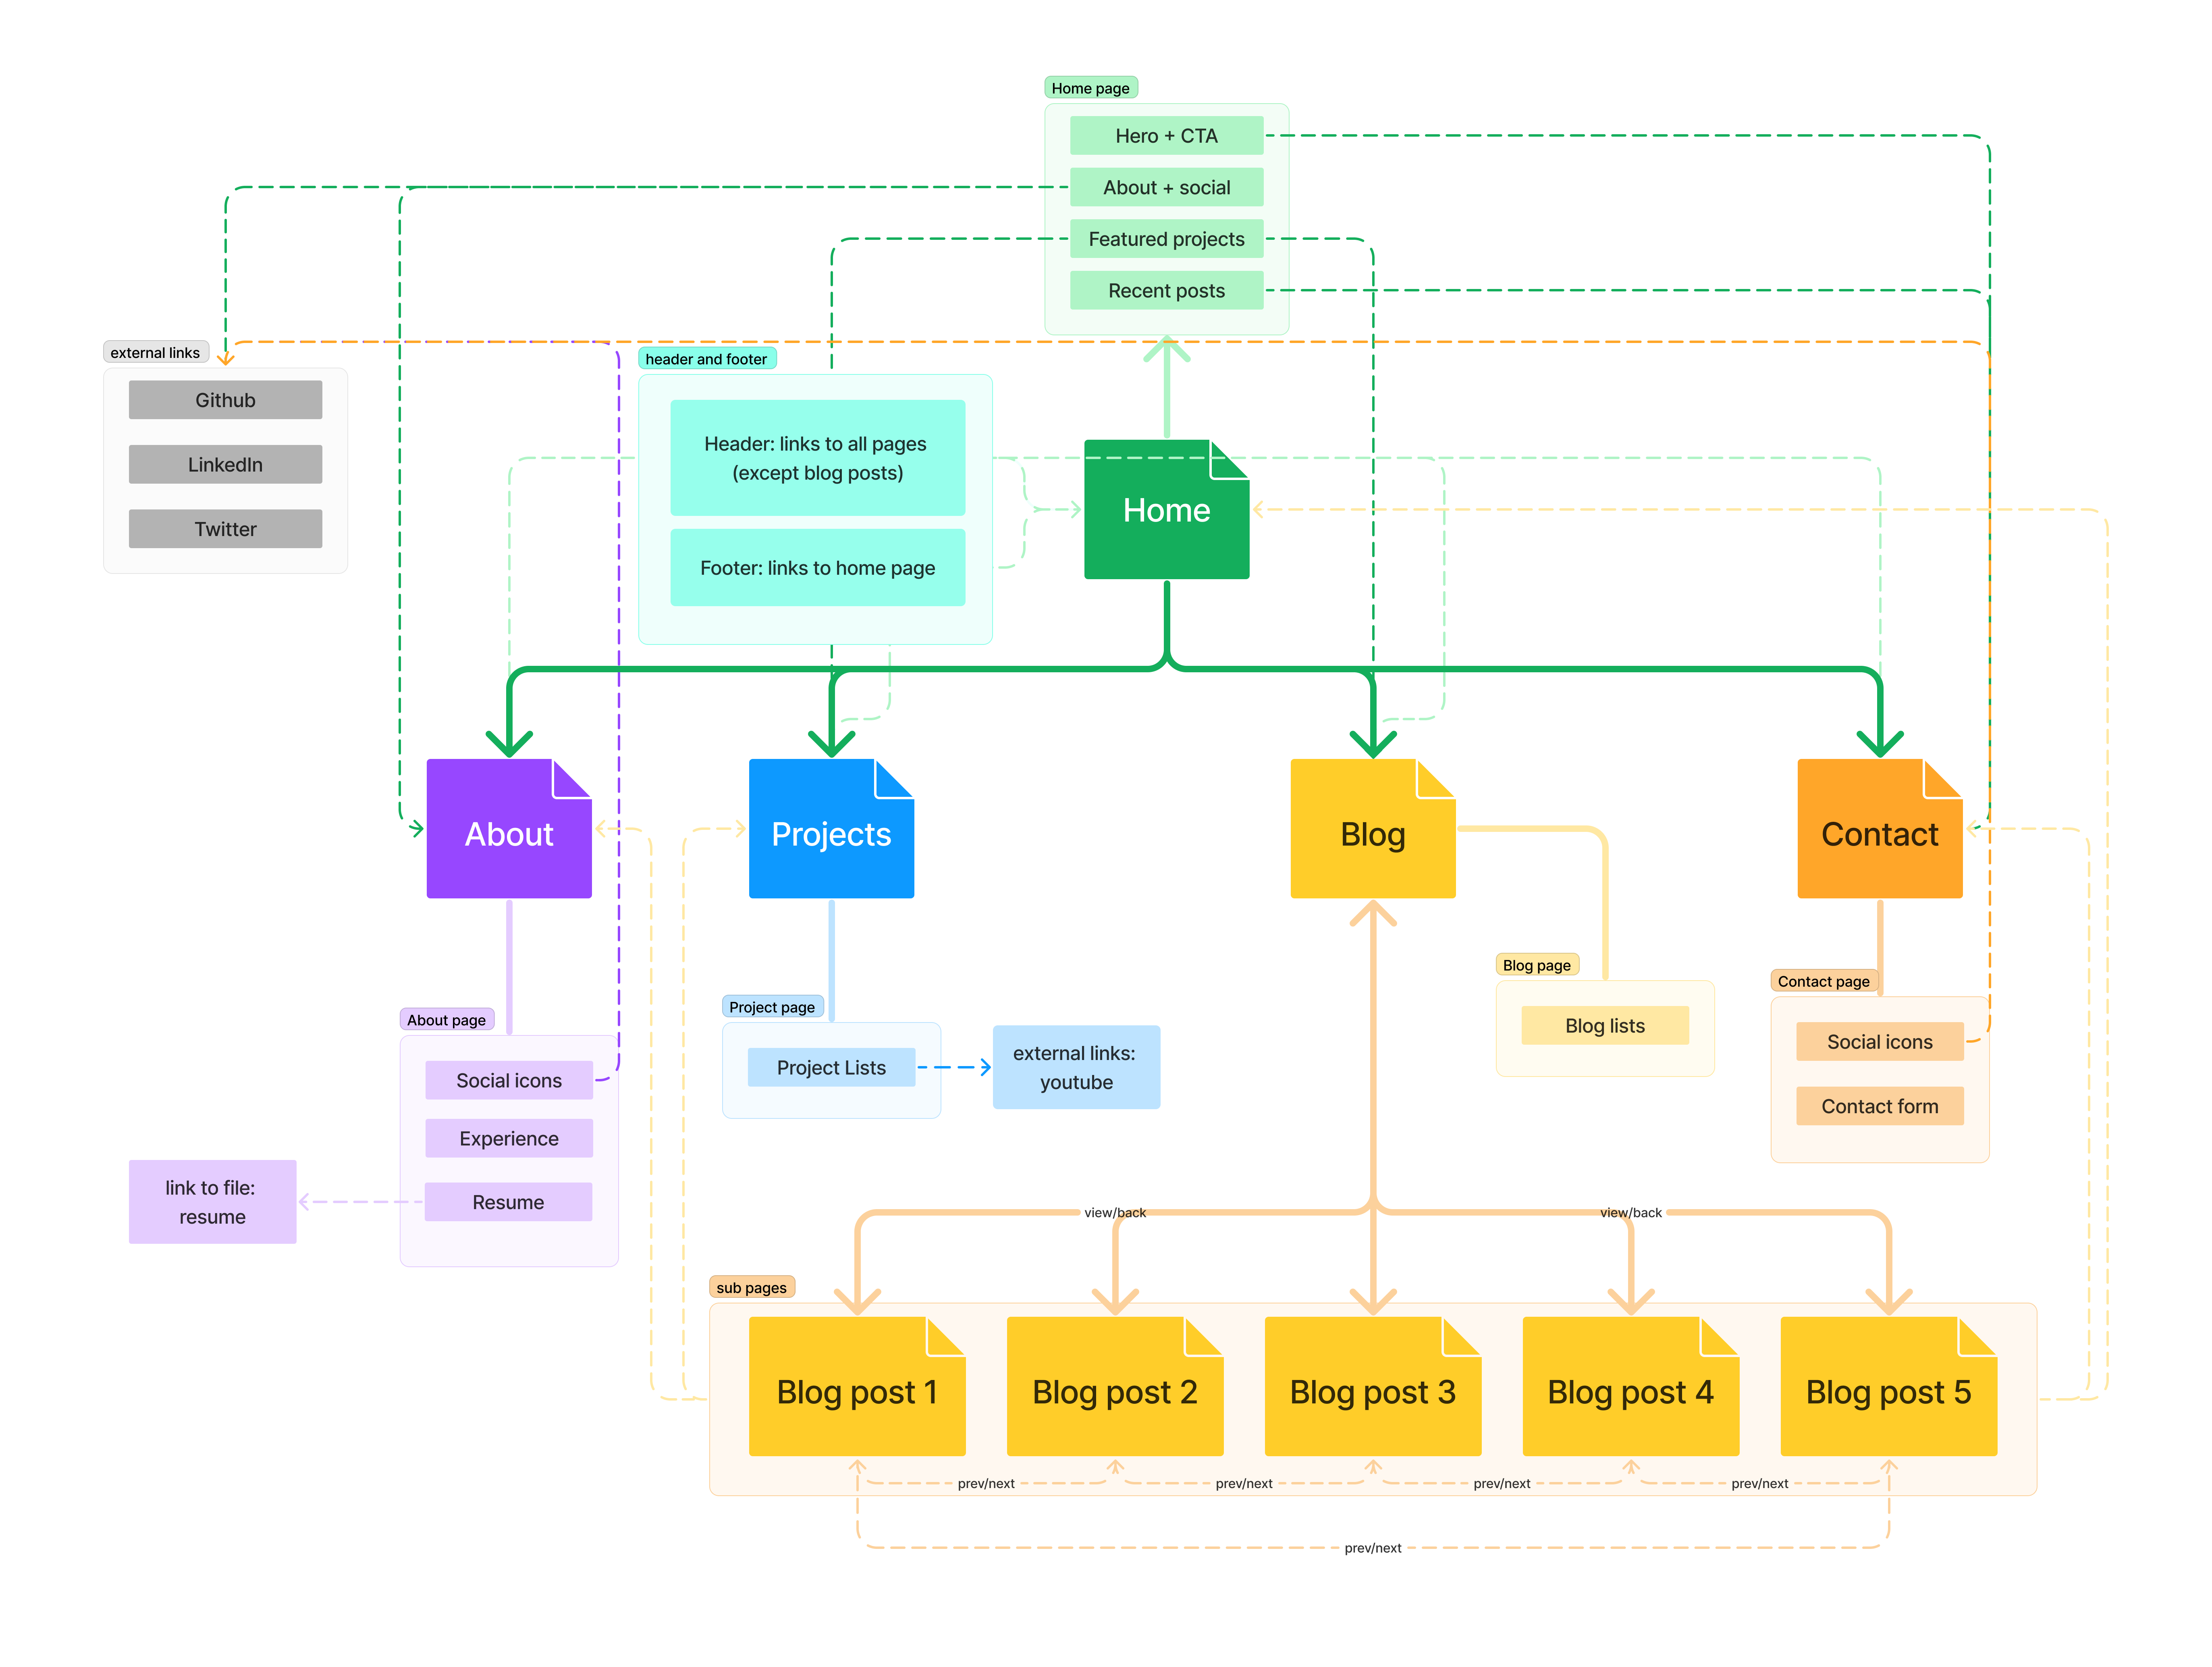 Home page
Hero + CTA
About + social
Featured projects
Recent posts
external links
Github
LinkedIn
Twitter
header and footer
Header: links to all pages
(except blog posts)
Footer: links to home page
Home
About
Projects
Blog
Contact
About page
Social icons
Experience
Resume
link to file:
resume
Project page
Project Lists
external links:
youtube
Blog page
Blog lists
Contact page
Social icons
Contact form
view/back
view/back
sub pages
Blog post 1
Blog post 2
Blog post 3
Blog post 4
Blog post 5
prev/next
prev/next
prev/next
prev/next
prev/next